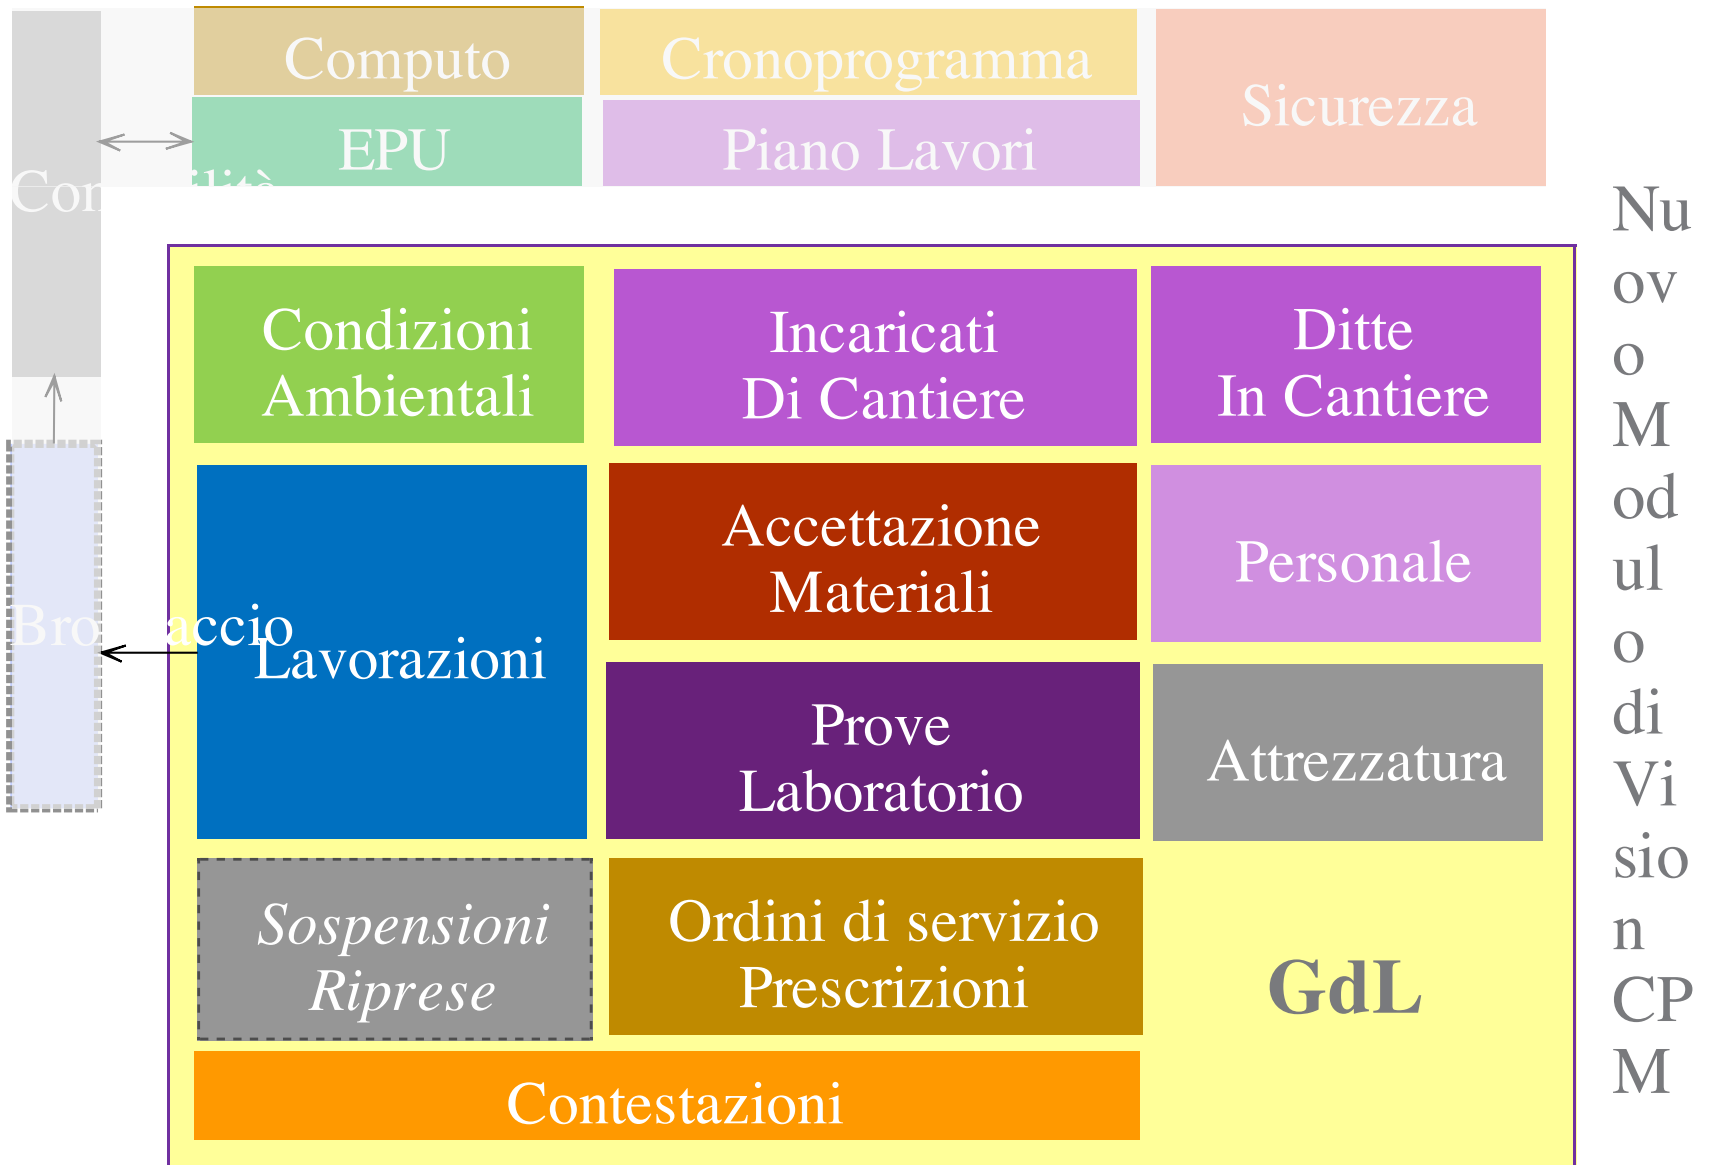 Computo
Cronoprogramma
Sicurezza
EPU
Piano Lavori
Condizioni
Ambientali
Incaricati
Di Cantiere
Ditte
In Cantiere
Lavorazioni
Accettazione
Materiali
Personale
Prove
Laboratorio
Attrezzatura
Sospensioni
Riprese
Ordini di servizio
Prescrizioni
GdL
Contestazioni
Nu
ov
o
M
od
ul
o
di
Vi
sio
n
CP
M